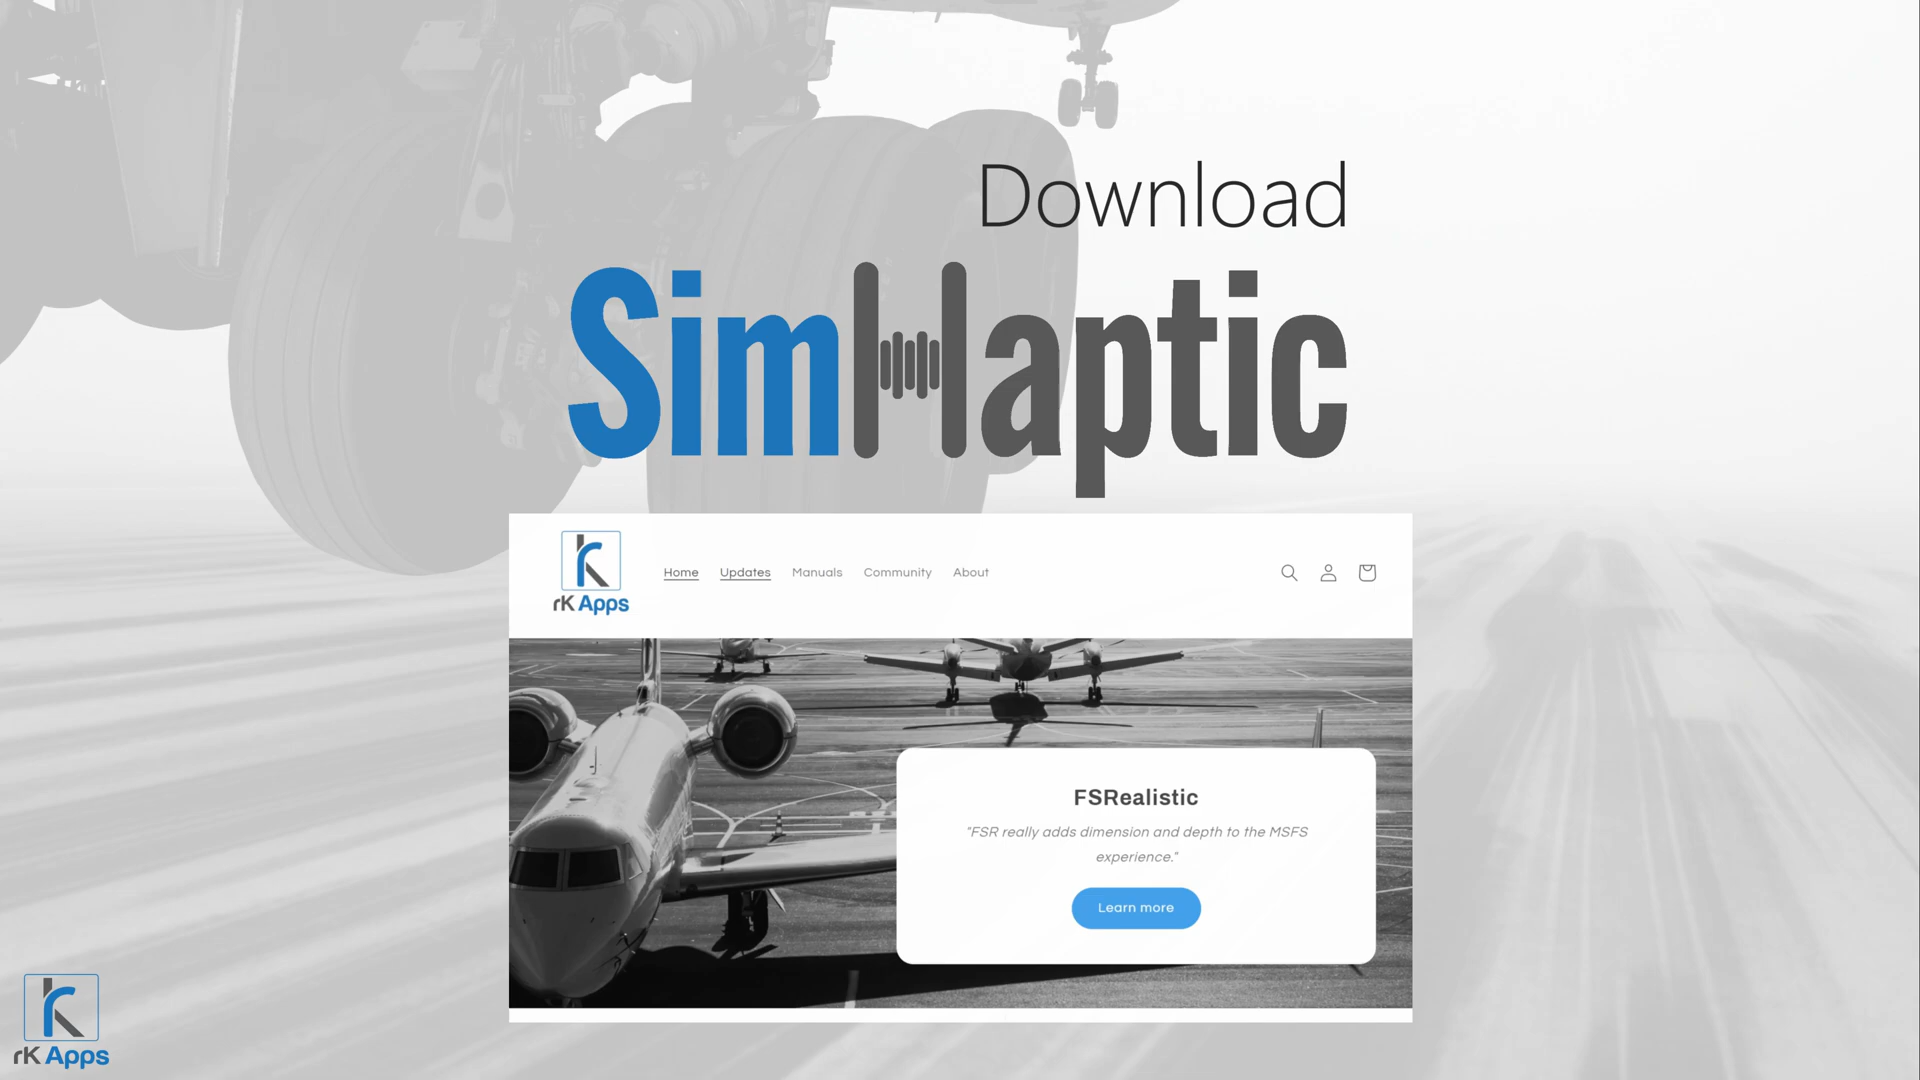 Download
SimHaptic
rK Apps
Home Updates Manuals Community About
FSRealistic
"FSR really adds dimension and depth to the MSFS
experience."
Learn more
rK Apps